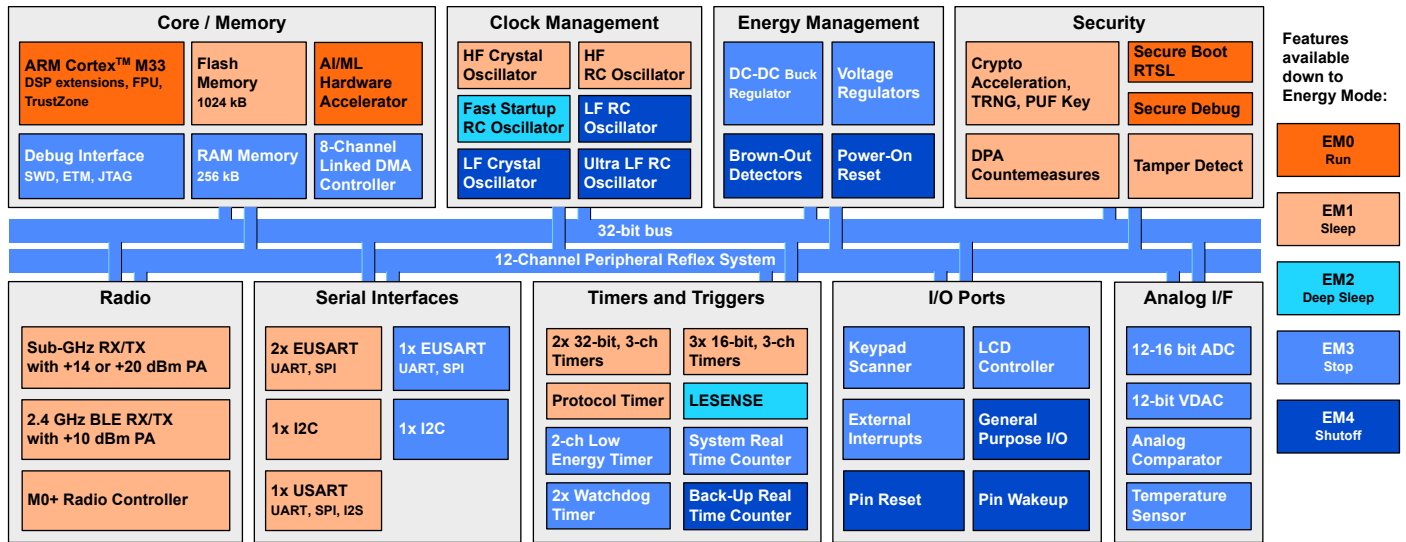 Core / Memory
ARM Cortex™ M33
DSP extensions, FPU,
TrustZone
Flash
Memory
1024 kB
AI/ML
Hardware
Accelerator
Debug Interface
SWD, ETM, JTAG
RAM Memory
256 kB
8-Channel
Linked DMA
Controller
Clock Management
HF Crystal
Oscillator
HF
RC Oscillator
Fast Startup
RC Oscillator
LF RC
Oscillator
LF Crystal
Oscillator
Ultra LF RC
Oscillator
Energy Management
DC-DC Buck
Regulator
Voltage
Regulators
Brown-Out
Detectors
Power-On
Reset
Security
Crypto
Acceleration,
TRNG, PUF Key
Secure Boot
RTSL
Secure Debug
DPA
Countemeasures
Tamper Detect
32-bit bus
12-Channel Peripheral Reflex System
Radio
Sub-GHz RX/TX
with +14 or +20 dBm PA
2.4 GHz BLE RX/TX
with +10 dBm PA
M0+ Radio Controller
Serial Interfaces
2x EUSART
UART, SPI
1x EUSART
UART, SPI
1x I2C
1x I2C
1x USART
UART, SPI, I2S
Timers and Triggers
2x 32-bit, 3-ch
Timers
3x 16-bit, 3-ch
Timers
Protocol Timer
LESENSE
2-ch Low
Energy Timer
System Real
Time Counter
2x Watchdog
Timer
Back-Up Real
Time Counter
I/O Ports
Keypad
Scanner
LCD
Controller
External
Interrupts
General
Purpose I/O
Pin Reset
Pin Wakeup
Analog I/F
12-16 bit ADC
12-bit VDAC
Analog
Comparator
Temperature
Sensor
Features
available
down to
Energy Mode:
EM0
Run
EM1
Sleep
EM2
Deep Sleep
EM3
Stop
EM4
Shutoff